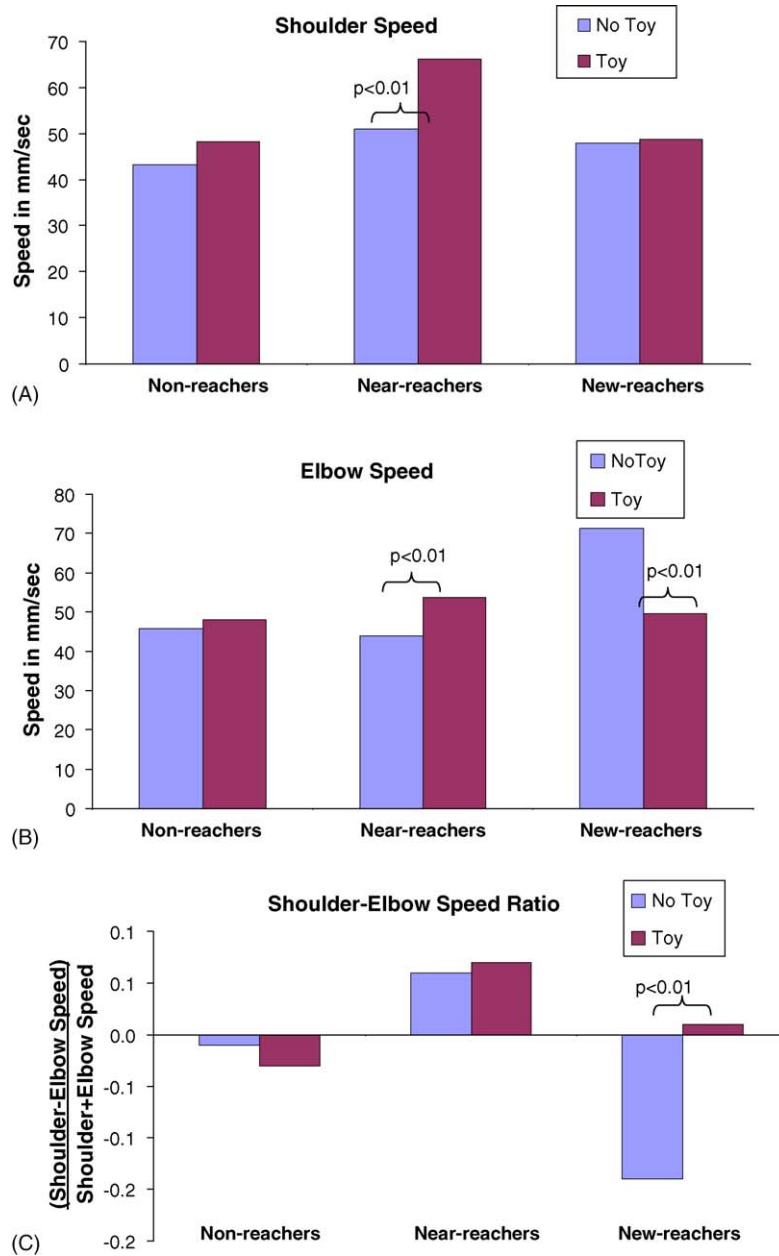 Shoulder Speed
No Toy
Toy
Speed in mm/sec
70
60
50
40
30
20
10
0
p<0.01
Non-reachers
Near-reachers
New-reachers
(A)
Elbow Speed
NoToy
Toy
Speed in mm/sec
80
70
60
50
40
30
20
10
0
p<0.01
p<0.01
Non-reachers
Near-reachers
New-reachers
(B)
Shoulder-Elbow Speed Ratio
No Toy
Toy
(Shoulder-Elbow Speed)
Shoulder+Elbow Speed
0.1
0.1
0.0
-0.1
-0.1
-0.2
-0.2
p<0.01
Non-reachers
Near-reachers
New-reachers
(C)